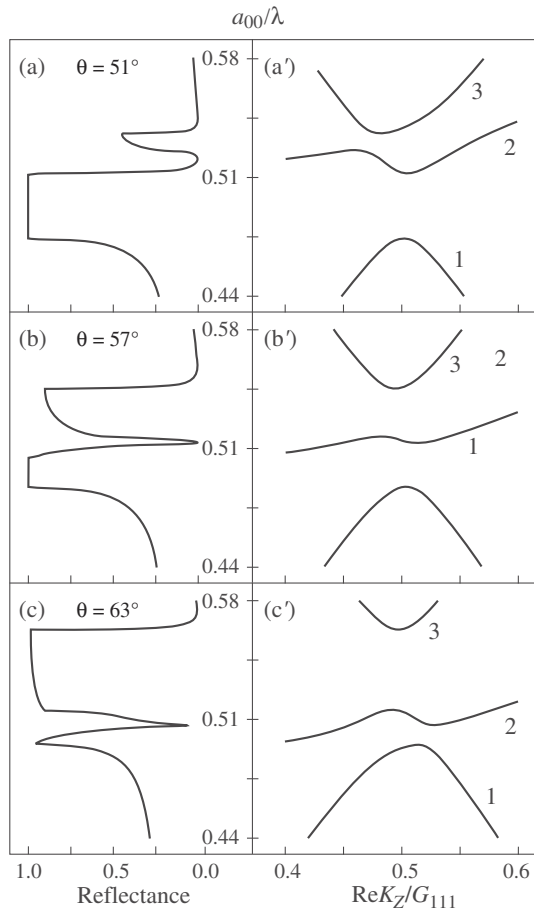 a₀₀/λ
(a) θ = 51° 0.58 (a′) 3
2
0.51
1
0.44
(b) θ = 57° 0.58 (b′) 3 2
0.51 1
0.44
(c) θ = 63° 0.58 (c′) 3
0.51 2
1
0.44
1.0 0.5 0.0 0.4 0.5 0.6
Reflectance ReK_Z/G₁₁₁